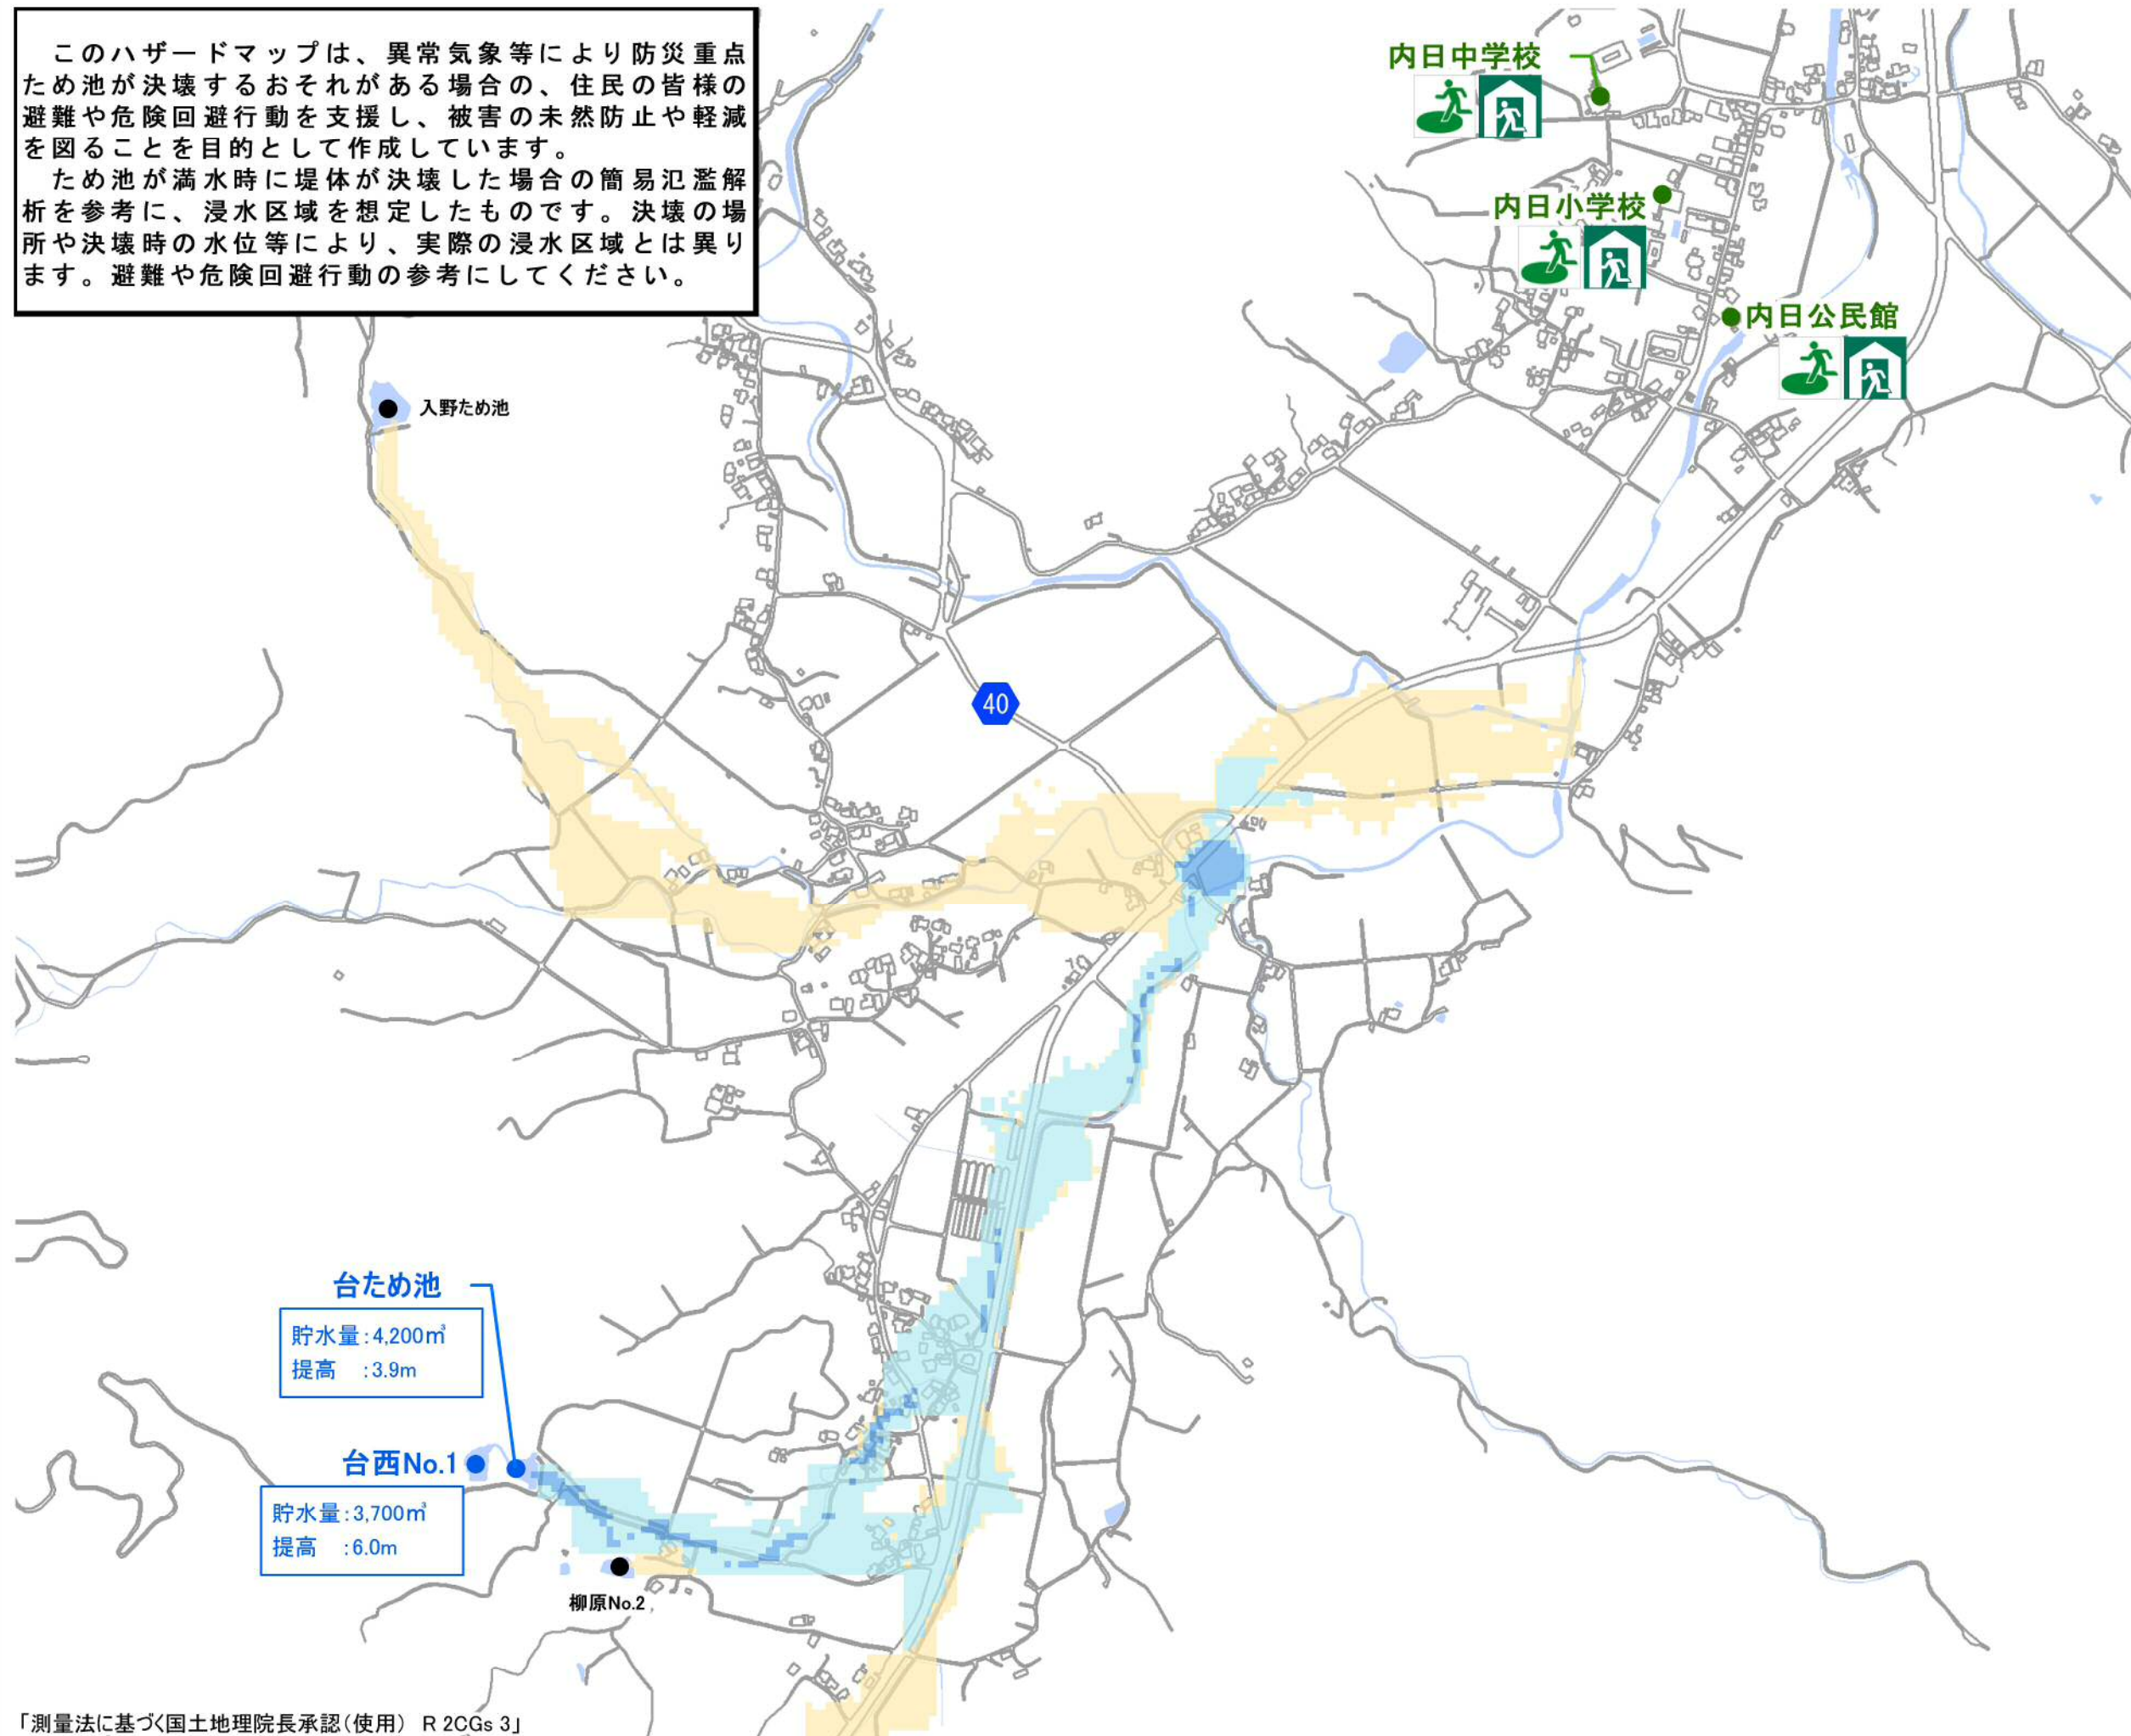 このハザードマップは、異常気象等により防災重点
ため池が決壊するおそれがある場合の、住民の皆様の
避難や危険回避行動を支援し、被害の未然防止や軽減
を図ることを目的として作成しています。
ため池が満水時に堤体が決壊した場合の簡易氾濫解
析を参考に、浸水区域を想定したものです。決壊の場
所や決壊時の水位等により、実際の浸水区域とは異り
ます。避難や危険回避行動の参考にしてください。
内日中学校
内日小学校
内日公民館
入野ため池
40
台ため池
貯水量:4,200㎥
提高 :3.9m
台西No.1
貯水量:3,700㎥
提高 :6.0m
柳原No.2
「測量法に基づく国土地理院長承認(使用) R 2CGs 3」